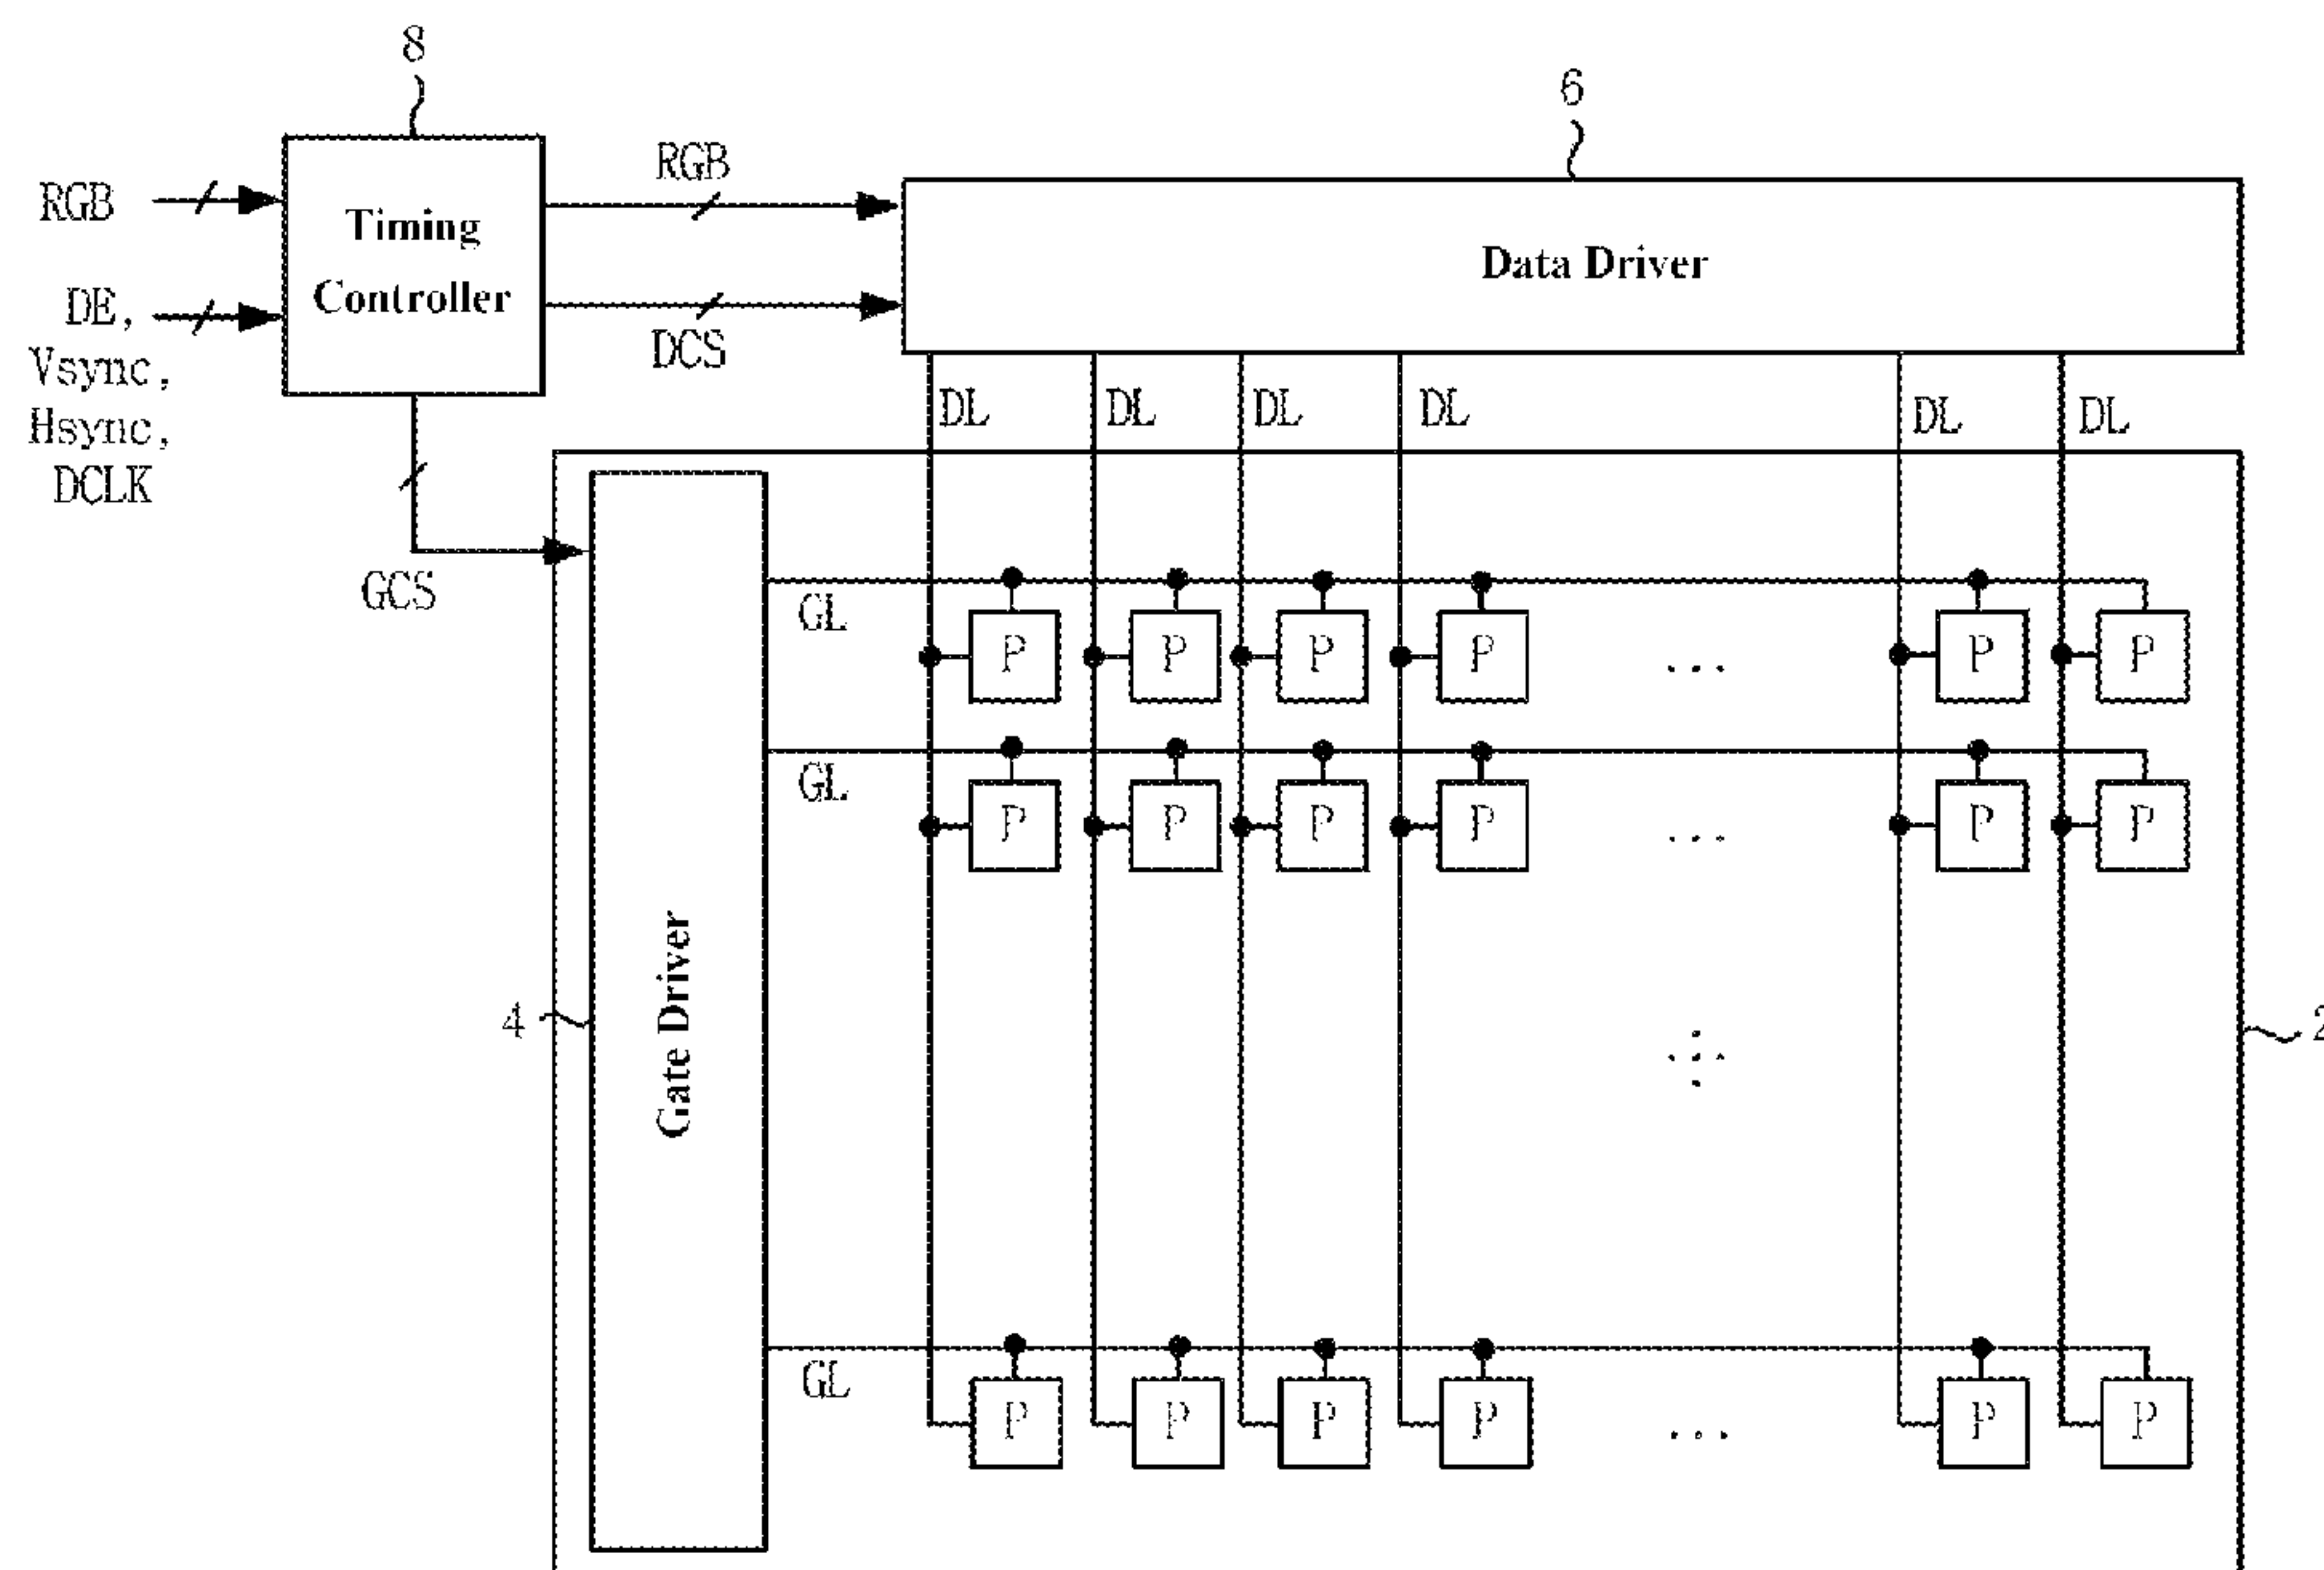 8
6
RGB
RGB
Timing
Controller
Data Driver
DE,
Vsync,
Hsync,
DCLK
DCS
DL DL DL DL DL DL
GCS
GL
P P P P ... P P
GL
P P P P ... P P
Gate Driver
4
2
GL
P P P P ... P P